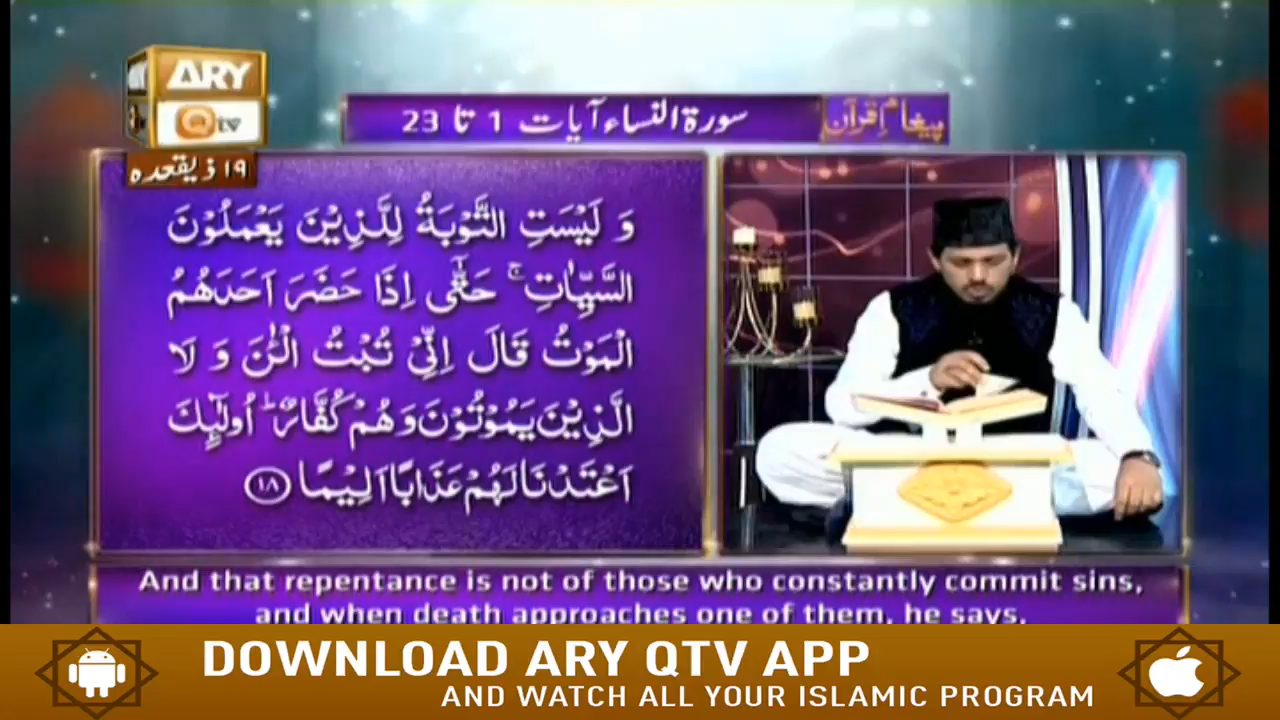 ARY
Qtv
۱۹ ذیقعدہ
پیغام قرآن
سورۃ النساء آیات 1 تا 23
وَ لَيْسَتِ التَّوْبَةُ لِلَّذِيْنَ يَعْمَلُوْنَ
السَّيِّاٰتِ ۚ حَتّٰۤى اِذَا حَضَرَ اَحَدَهُمُ
الْمَوْتُ قَالَ اِنِّیْ تُبْتُ الْـٰٔنَ وَ لَا
الَّذِيْنَ يَمُوْتُوْنَ وَ هُمْ كُفَّارٌ ؕ اُولٰٓىِٕكَ
اَعْتَدْنَا لَهُمْ عَذَابًا اَلِيْمًا ﴿۱۸﴾
And that repentance is not of those who constantly commit sins,
and when death approaches one of them, he says,
DOWNLOAD ARY QTV APP
AND WATCH ALL YOUR ISLAMIC PROGRAM